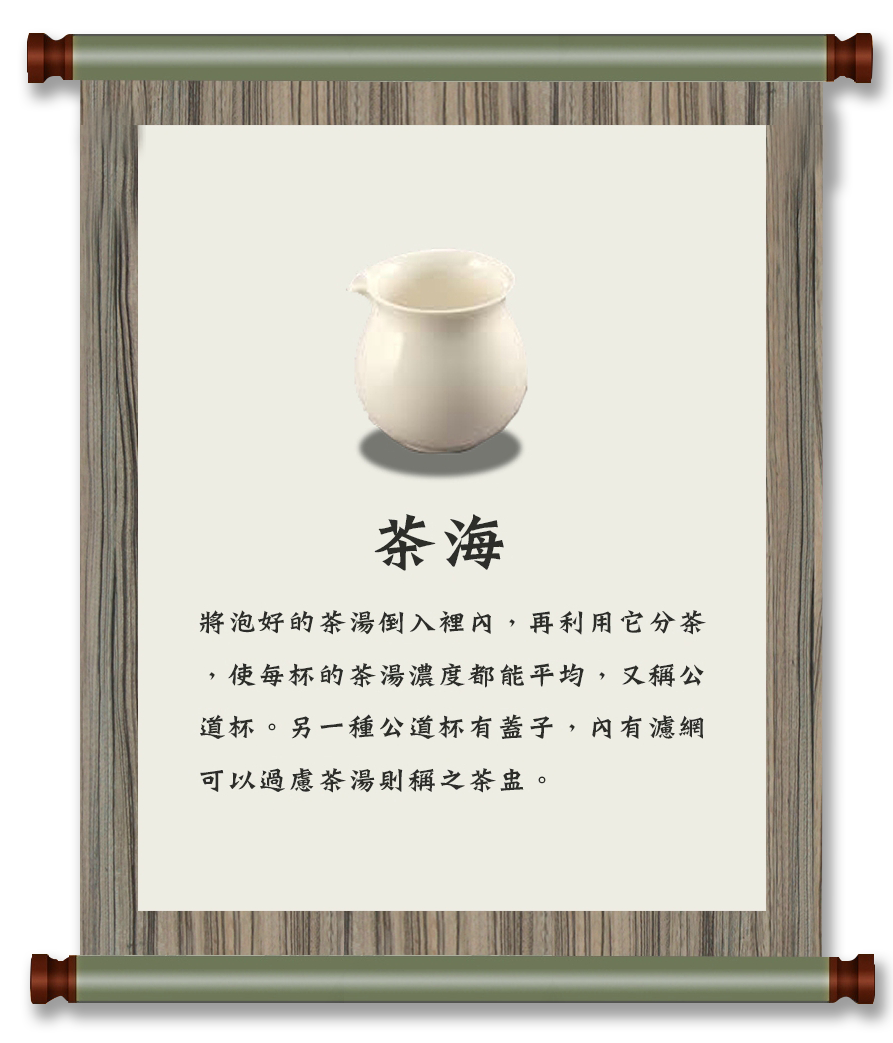 茶海
將泡好的茶湯倒入裡內，再利用它分茶
，使每杯的茶湯濃度都能平均，又稱公
道杯。另一種公道杯有蓋子，內有濾網
可以過慮茶湯則稱之茶盅。